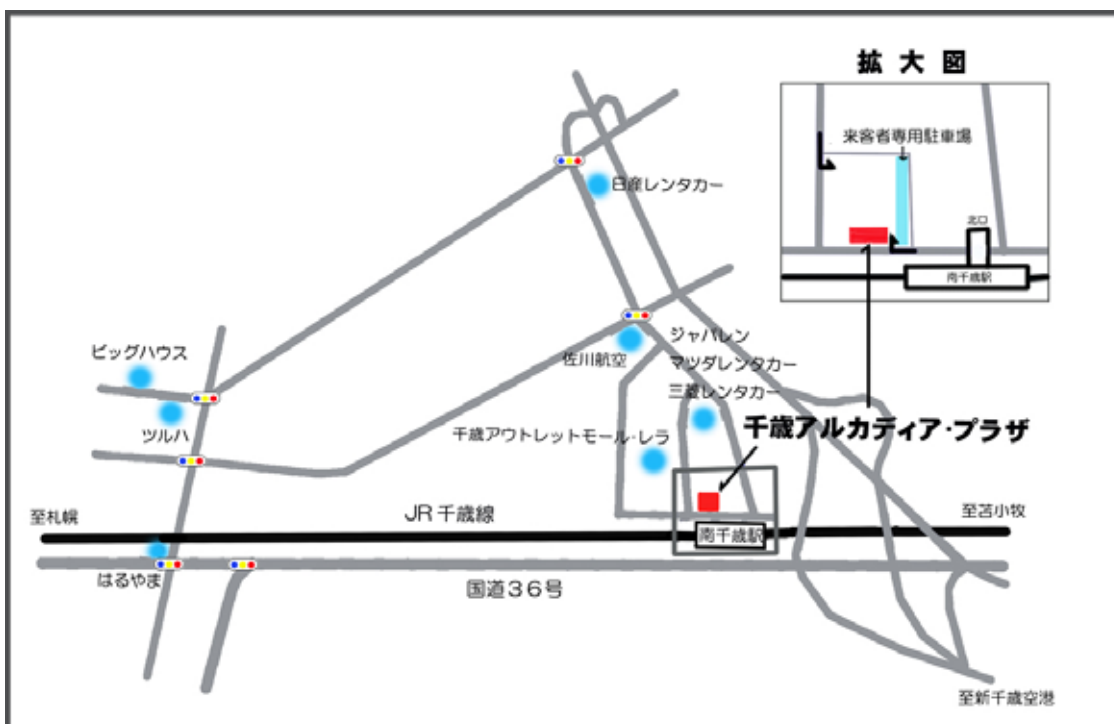 拡大図
来客者専用駐車場
北口
南千歳駅
日産レンタカー
ジャパレン
マツダレンタカー
三菱レンタカー
佐川航空
ビッグハウス
ツルハ
千歳アウトレットモール・レラ
千歳アルカディア・プラザ
至札幌
JR千歳線
至苫小牧
南千歳駅
はるやま
国道36号
至新千歳空港